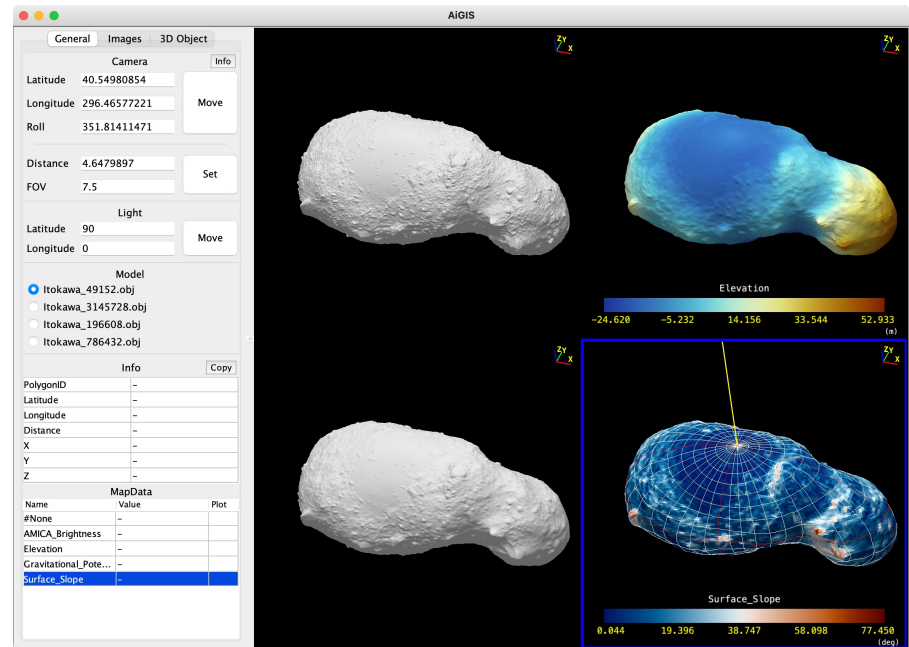 AiGIS
General Images 3D Object
Camera Info
Latitude 40.54980854
Longitude 296.46577221
Move
Roll 351.81411471
Distance 4.6479897
Set
FOV 7.5
Light
Latitude 90
Move
Longitude 0
Model
Itokawa_49152.obj
Itokawa_3145728.obj
Itokawa_196608.obj
Itokawa_786432.obj
Info Copy
PolygonID –
Latitude –
Longitude –
Distance –
X –
Y –
Z –
MapData
Name Value Plot
#None –
AMICA_Brightness –
Elevation –
Gravitational_Pote... –
Surface_Slope –
Z Y X
Z Y X
Elevation
-24.620 -5.232 14.156 33.544 52.933
(m)
Z Y X
Z Y X
Surface_Slope
0.044 19.396 38.747 58.098 77.450
(deg)